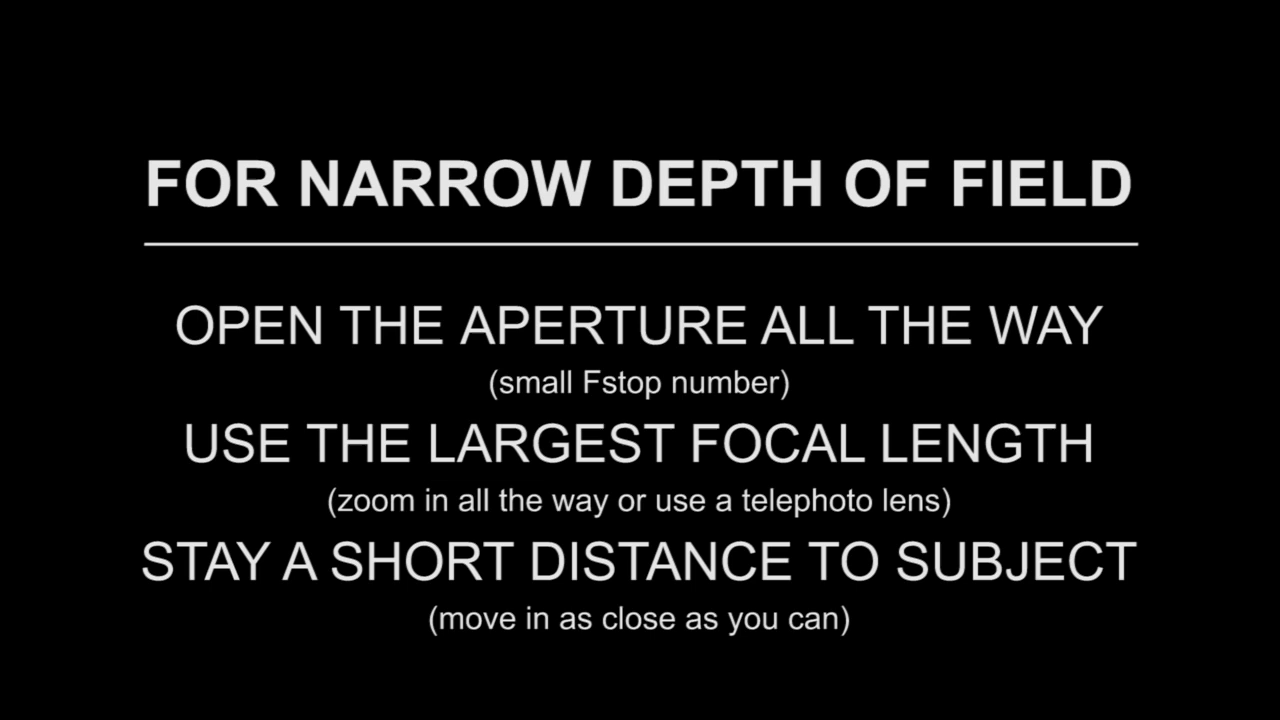 FOR NARROW DEPTH OF FIELD
OPEN THE APERTURE ALL THE WAY
(small Fstop number)
USE THE LARGEST FOCAL LENGTH
(zoom in all the way or use a telephoto lens)
STAY A SHORT DISTANCE TO SUBJECT
(move in as close as you can)